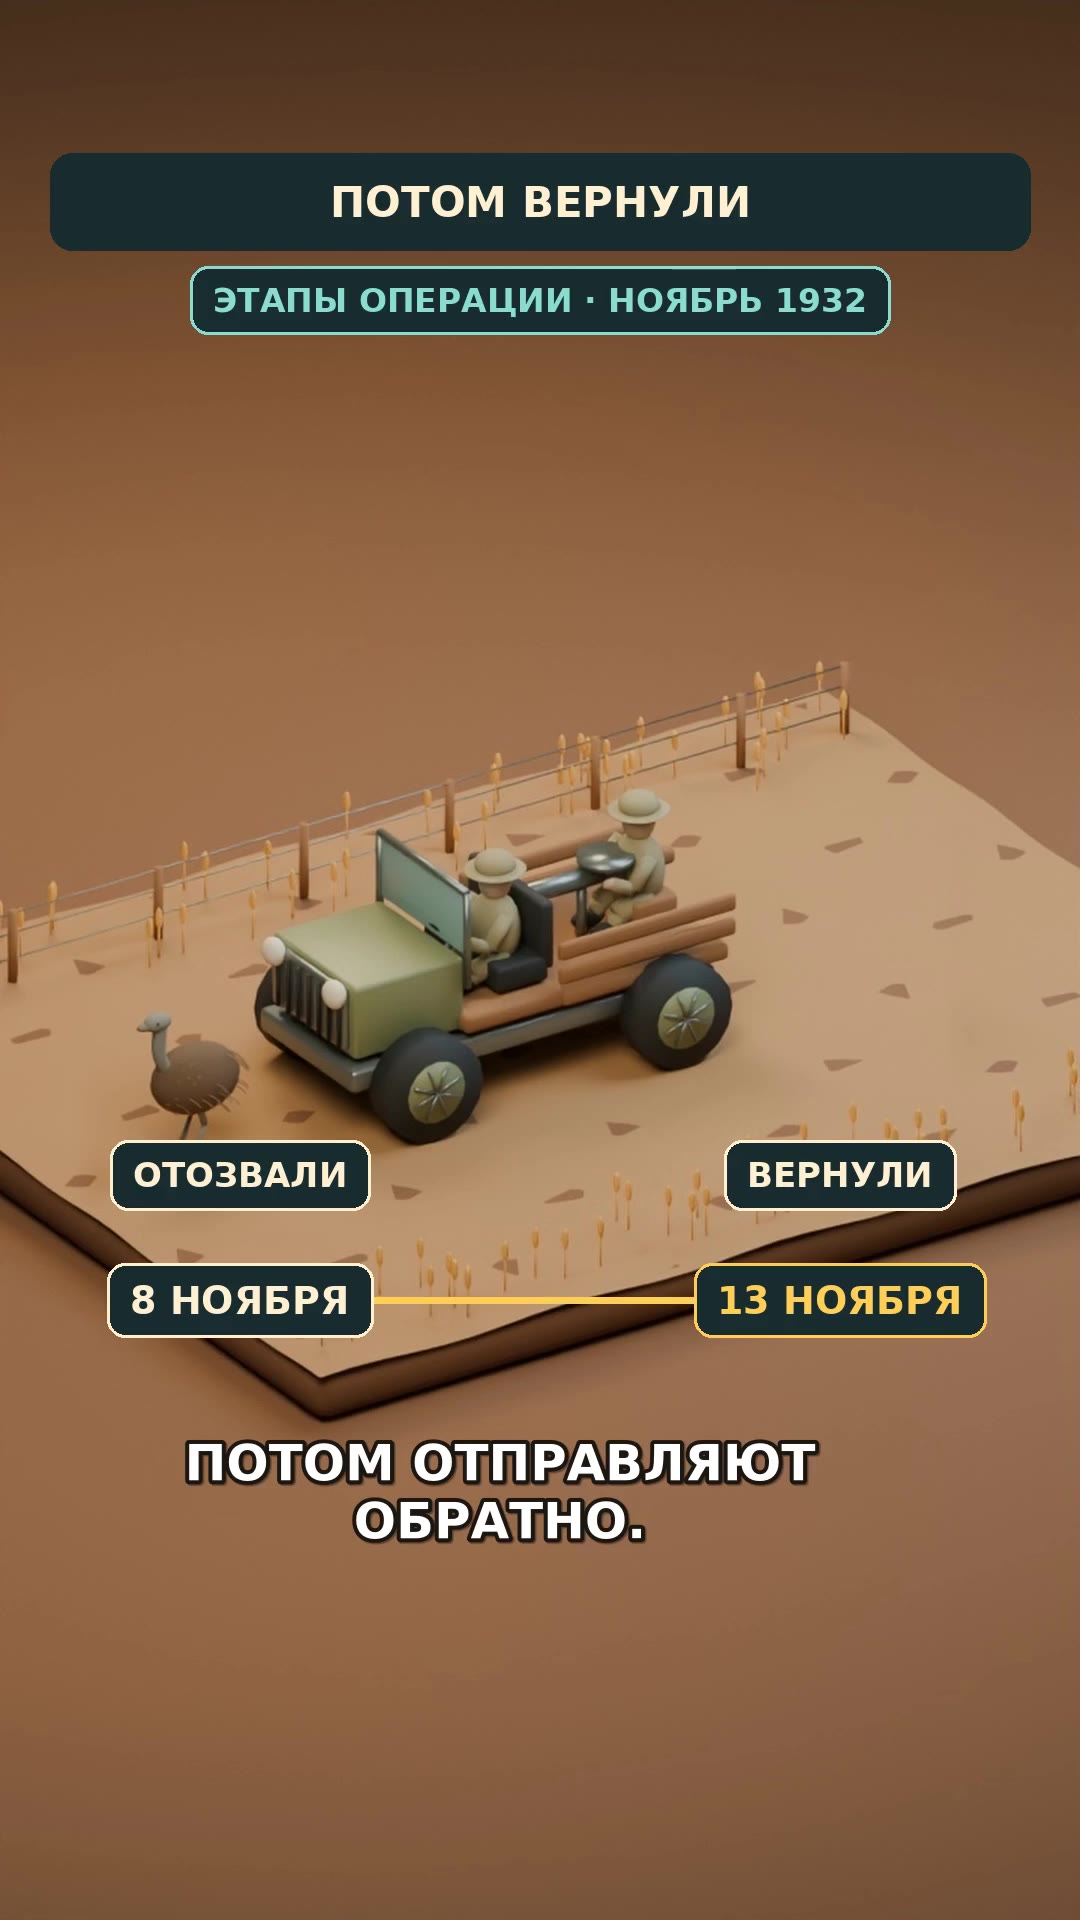 ПОТОМ ВЕРНУЛИ
ЭТАПЫ ОПЕРАЦИИ · НОЯБРЬ 1932
ОТОЗВАЛИ
ВЕРНУЛИ
8 НОЯБРЯ
13 НОЯБРЯ
ПОТОМ ОТПРАВЛЯЮТ
ОБРАТНО.